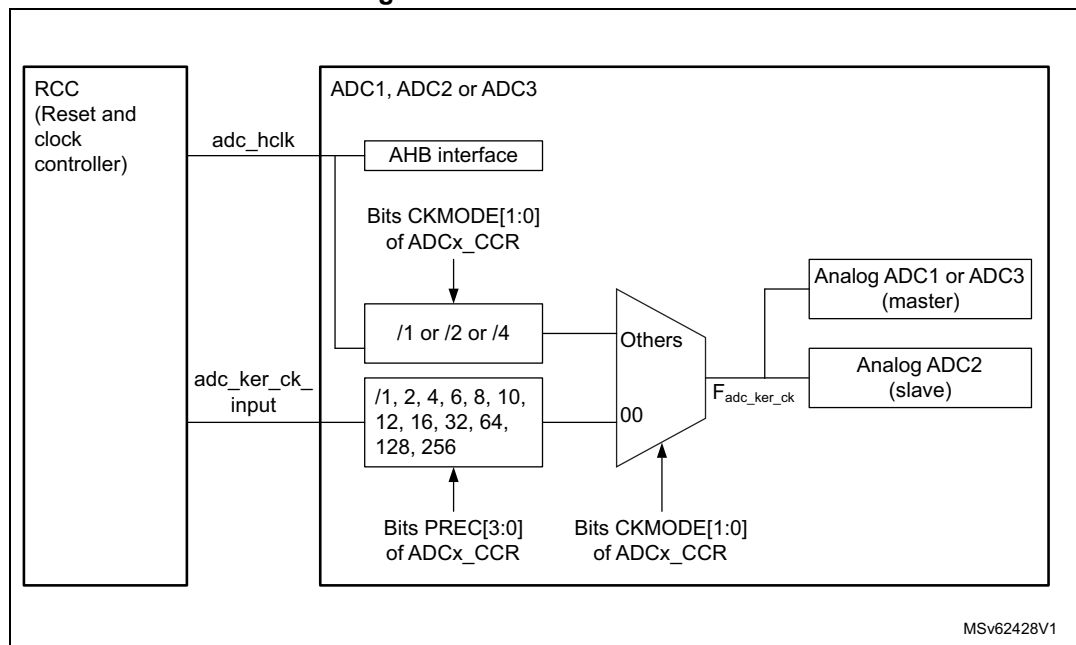 RCC
(Reset and
clock
controller)
adc_hclk
adc_ker_ck_
input
ADC1, ADC2 or ADC3
AHB interface
Bits CKMODE[1:0]
of ADCx_CCR
/1 or /2 or /4
/1, 2, 4, 6, 8, 10,
12, 16, 32, 64,
128, 256
Bits PREC[3:0]
of ADCx_CCR
Others
00
Bits CKMODE[1:0]
of ADCx_CCR
Fadc_ker_ck
Analog ADC1 or ADC3
(master)
Analog ADC2
(slave)
MSv62428V1